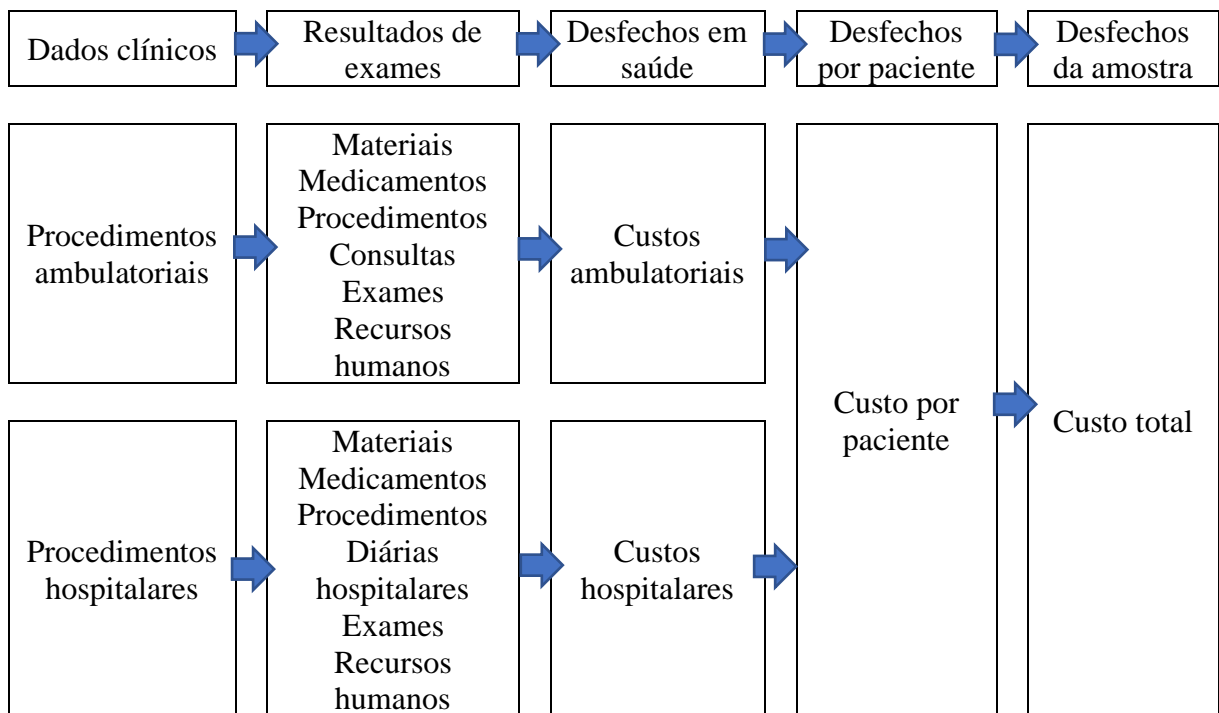 Dados clínicos
Resultados de
exames
Desfechos em
saúde
Desfechos
por paciente
Desfechos
da amostra
Procedimentos
ambulatoriais
Materiais
Medicamentos
Procedimentos
Consultas
Exames
Recursos
humanos
Custos
ambulatoriais
Procedimentos
hospitalares
Materiais
Medicamentos
Procedimentos
Diárias
hospitalares
Exames
Recursos
humanos
Custos
hospitalares
Custo por
paciente
Custo total